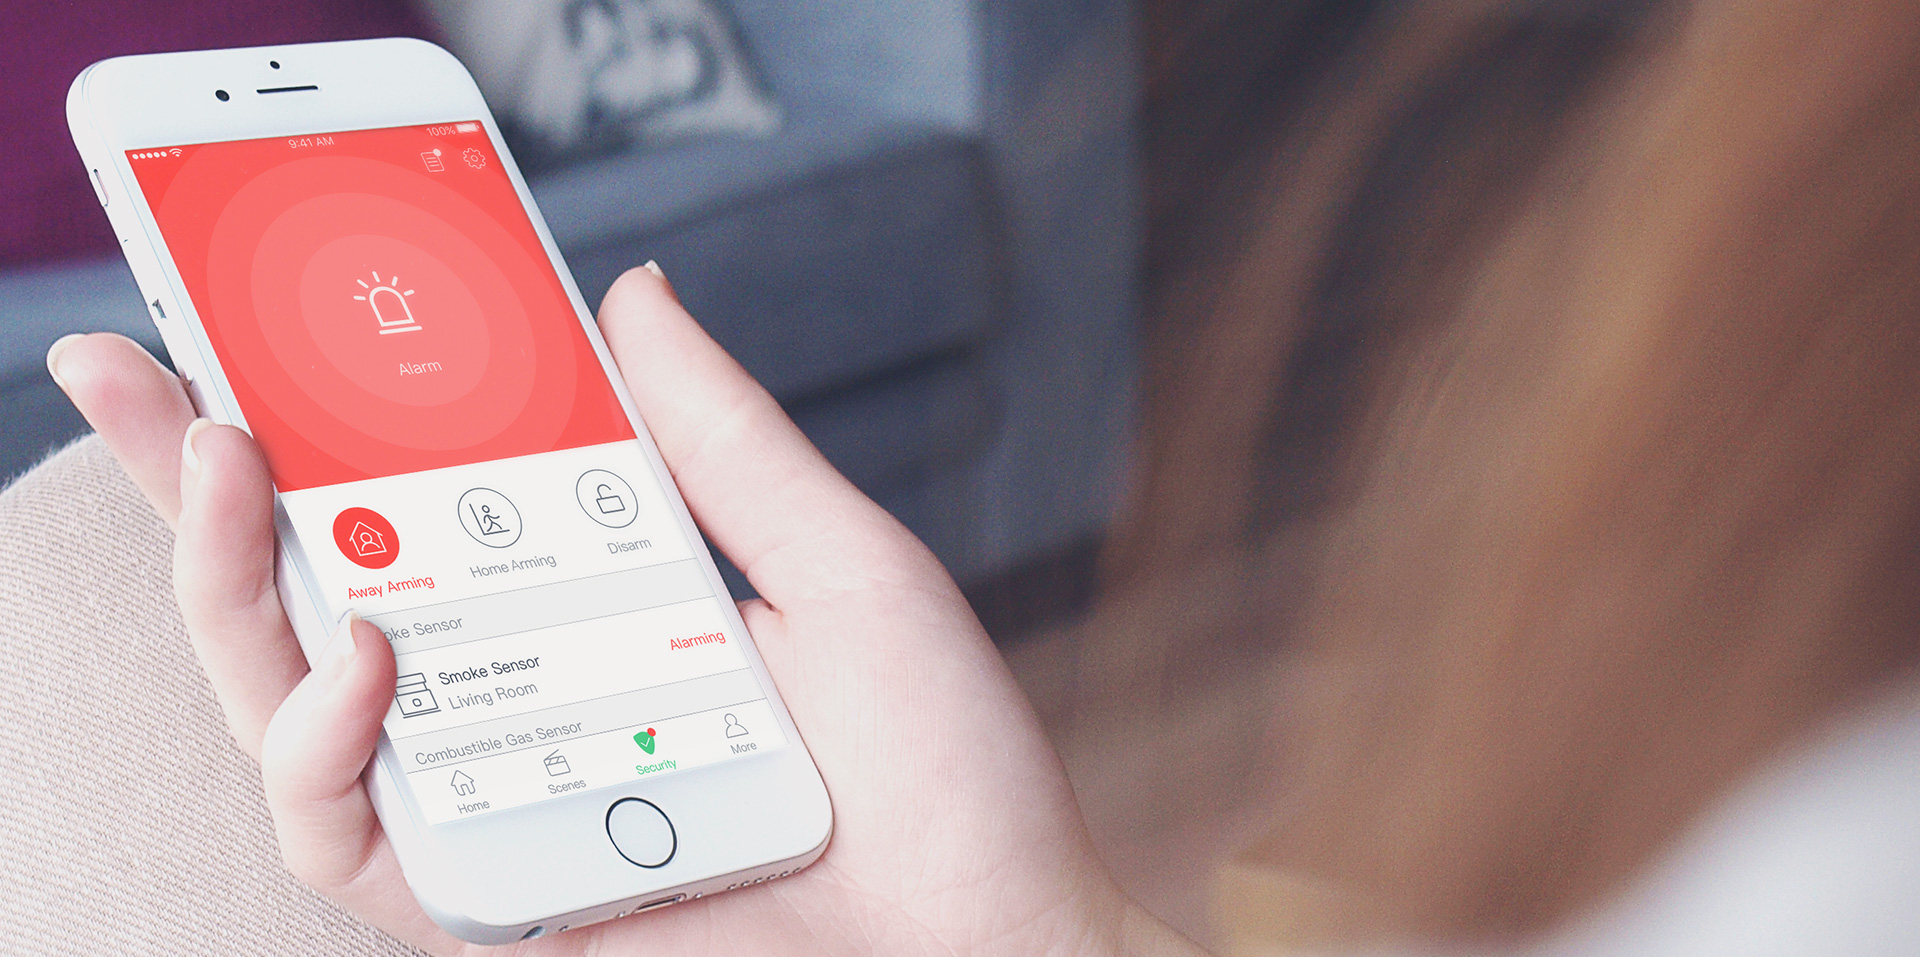 9:41 AM
100%
Alarm
Away Arming
Home Arming
Disarm
Sensor
Smoke Sensor
Living Room
Alarming
Combustible Gas Sensor
Home
Scenes
Security
More